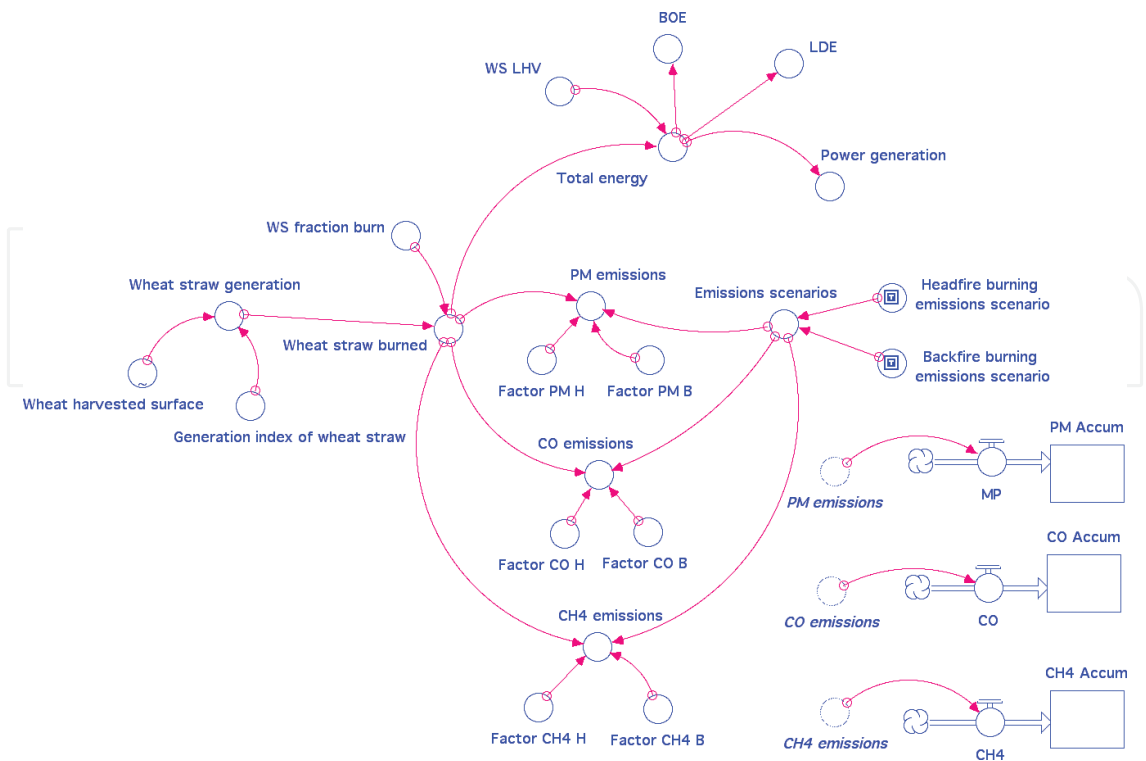 BOE
LDE
WS LHV
Power generation
Total energy
WS fraction burn
PM emissions
Wheat straw generation
Emissions scenarios
Headfire burning
emissions scenario
T
Wheat straw burned
Backfire burning
emissions scenario
T
~
Factor PM H
Factor PM B
Wheat harvested surface
Generation index of wheat straw
CO emissions
PM Accum
PM emissions
MP
Factor CO H
Factor CO B
CO Accum
CH4 emissions
CO emissions
CO
CH4 Accum
Factor CH4 H
Factor CH4 B
CH4 emissions
CH4